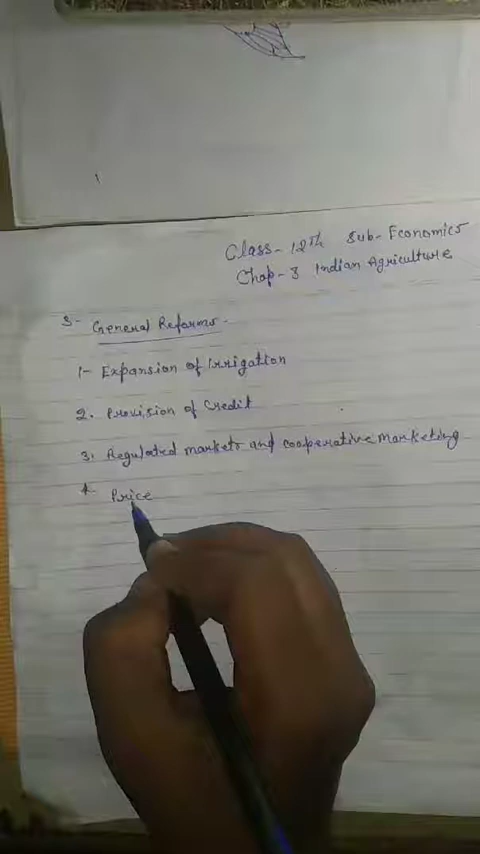 Class- 12th Sub- Economics
Chap- 3 Indian Agriculture
3- General Reforms-
1- Expansion of Irrigation
2. Provision of Credit
3. Regulated markets and cooperative marketing
4 Price